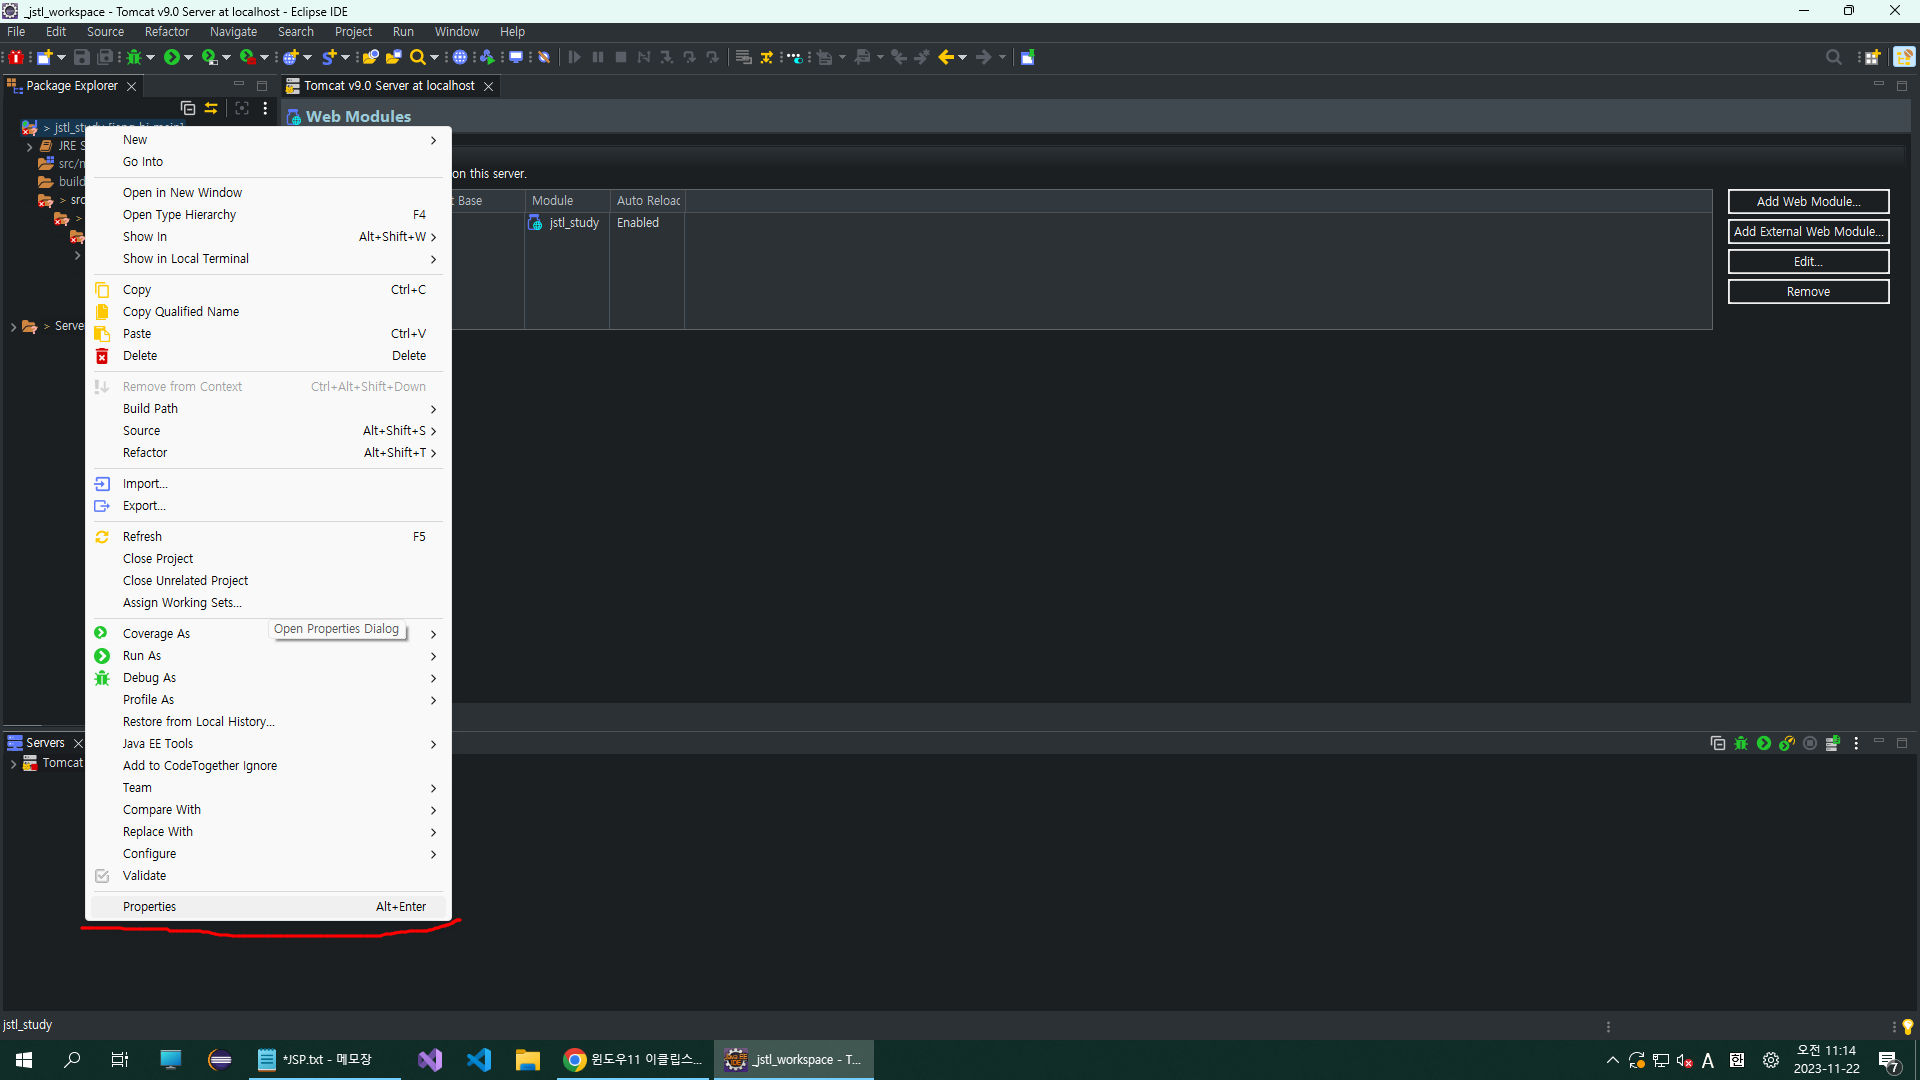 _jstl_workspace - Tomcat v9.0 Server at localhost - Eclipse IDE
File Edit Source Refactor Navigate Search Project Run Window Help
Package Explorer
Tomcat v9.0 Server at localhost
Web Modules
> jstl_study [jong-hj-main]
JRE S
src/m
build
> src
>
> Serve
on this server.
t Base Module Auto Reload
jstl_study Enabled
Add Web Module...
Add External Web Module...
Edit...
Remove
New
Go Into
Open in New Window
Open Type Hierarchy F4
Show In Alt+Shift+W
Show in Local Terminal
Copy Ctrl+C
Copy Qualified Name
Paste Ctrl+V
Delete Delete
Remove from Context Ctrl+Alt+Shift+Down
Build Path
Source Alt+Shift+S
Refactor Alt+Shift+T
Import...
Export...
Refresh F5
Close Project
Close Unrelated Project
Assign Working Sets...
Open Properties Dialog
Coverage As
Run As
Debug As
Profile As
Restore from Local History...
Java EE Tools
Add to CodeTogether Ignore
Team
Compare With
Replace With
Configure
Validate
Properties Alt+Enter
Servers
Tomcat
jstl_study
*JSP.txt - 메모장
윈도우11 이클립스...
_jstl_workspace - T...
A
오전 11:14
2023-11-22
7